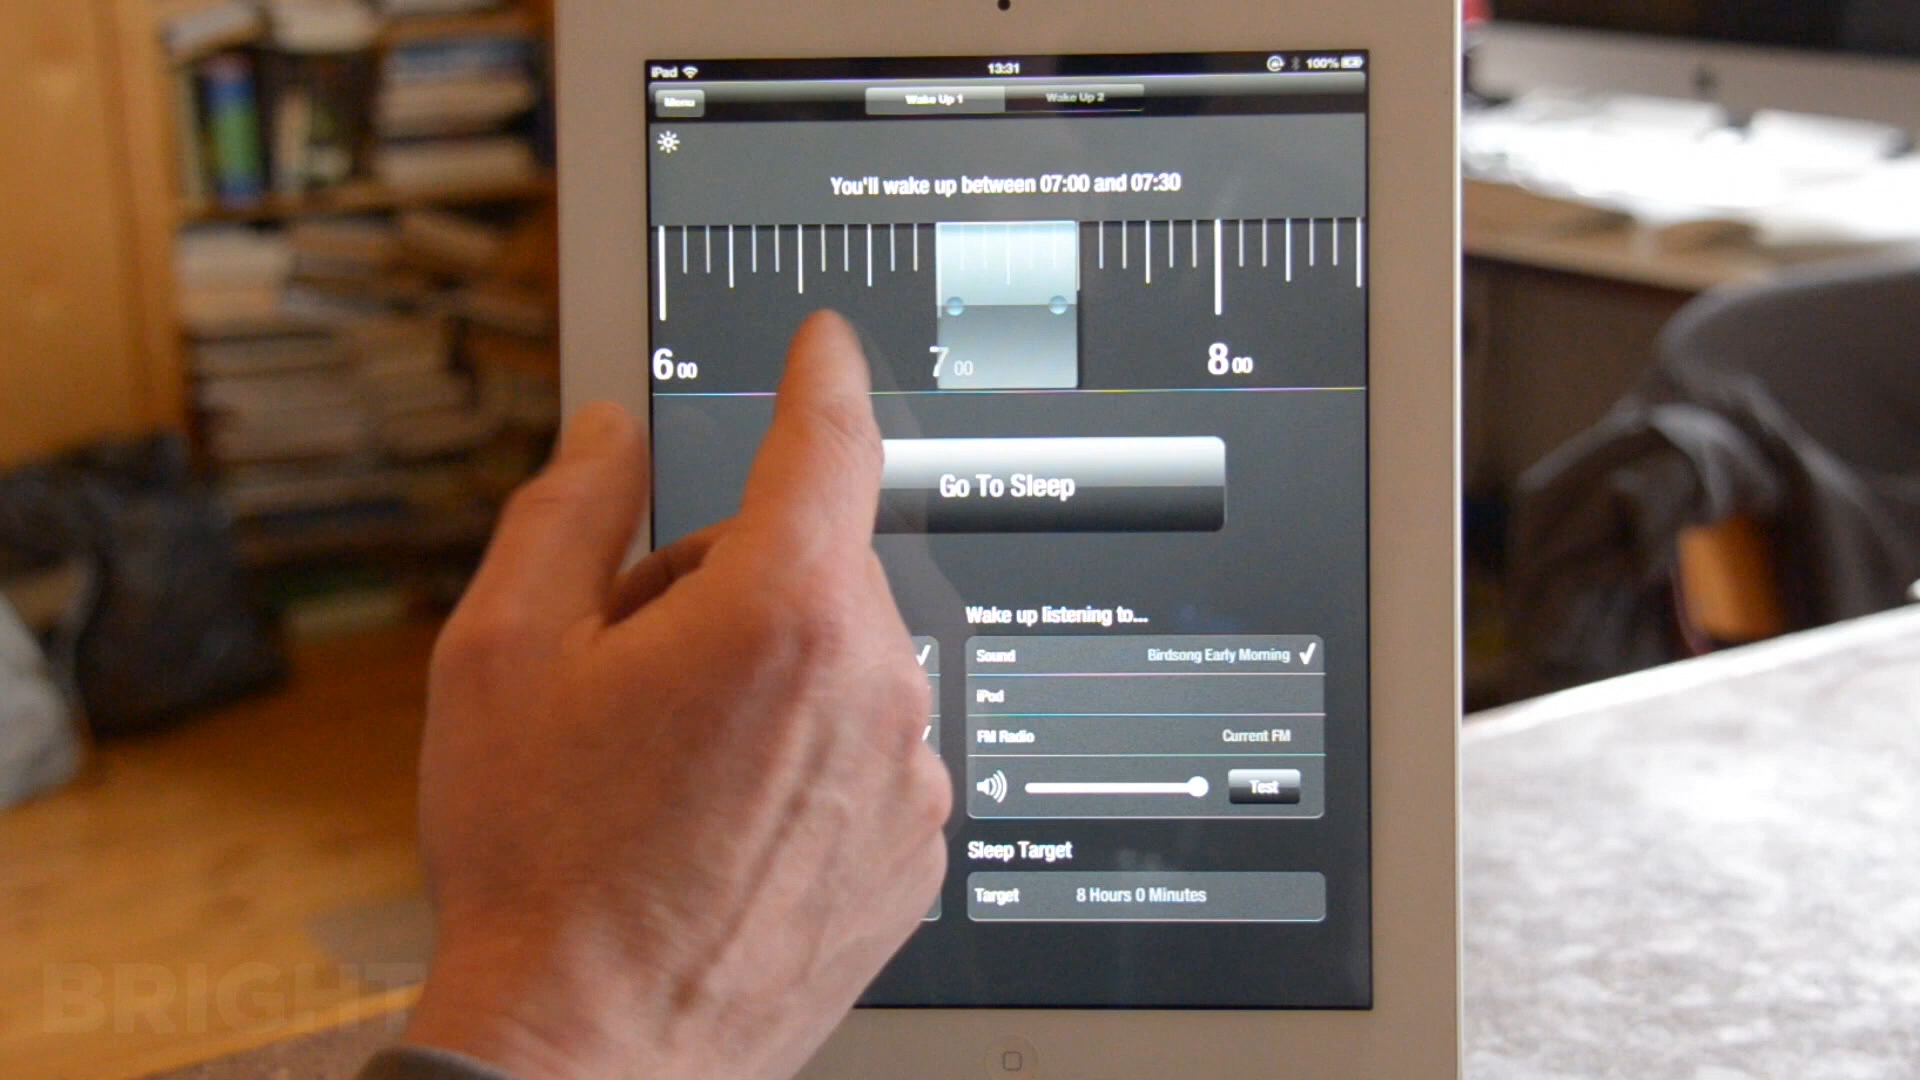 iPad 13:31 100%
Menu Wake Up 1 Wake Up 2
You'll wake up between 07:00 and 07:30
6 00 7 00 8 00
Go To Sleep
Wake up listening to...
Sound Birdsong Early Morning
iPod
FM Radio Current FM
Test
Sleep Target
Target 8 Hours 0 Minutes
BRIGHT